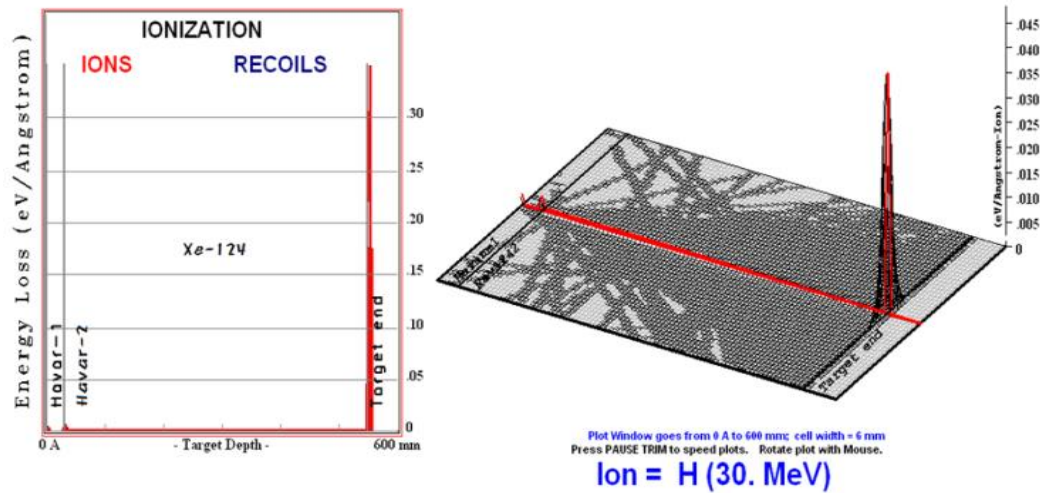 IONIZATION
IONS RECOILS
Energy Loss (eV/Angstrom)
.30
.25
.20
.15
.10
.05
0
Xe-124
Havar-1
Havar-2
Target end
0 A - Target Depth - 600 mm
.045
.040
.035
.030
.025
.020
.015
.010
.005
0
(eV/Angstrom-Ion)
Target end
Plot Window goes from 0 A to 600 mm; cell width = 6 mm
Press PAUSE TRIM to speed plots. Rotate plot with Mouse.
Ion = H (30. MeV)